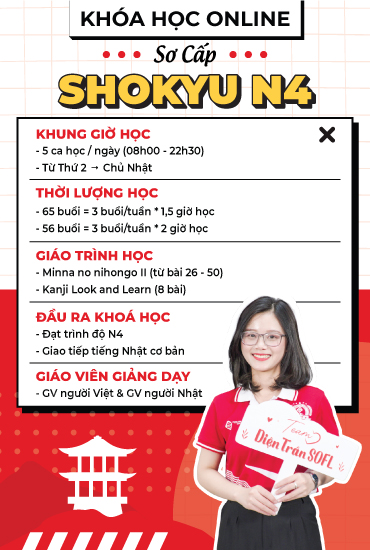 KHÓA HỌC ONLINE
Sơ Cấp
SHOKYU N4
KHUNG GIỜ HỌC
- 5 ca học / ngày (08h00 - 22h30)
- Từ Thứ 2 → Chủ Nhật
THỜI LƯỢNG HỌC
- 65 buổi = 3 buổi/tuần * 1,5 giờ học
- 56 buổi = 3 buổi/tuần * 2 giờ học
GIÁO TRÌNH HỌC
- Minna no nihongo II (từ bài 26 - 50)
- Kanji Look and Learn (8 bài)
ĐẦU RA KHOÁ HỌC
- Đạt trình độ N4
- Giao tiếp tiếng Nhật cơ bản
GIÁO VIÊN GIẢNG DẠY
- GV người Việt & GV người Nhật
Team
Diện Trần SOFL